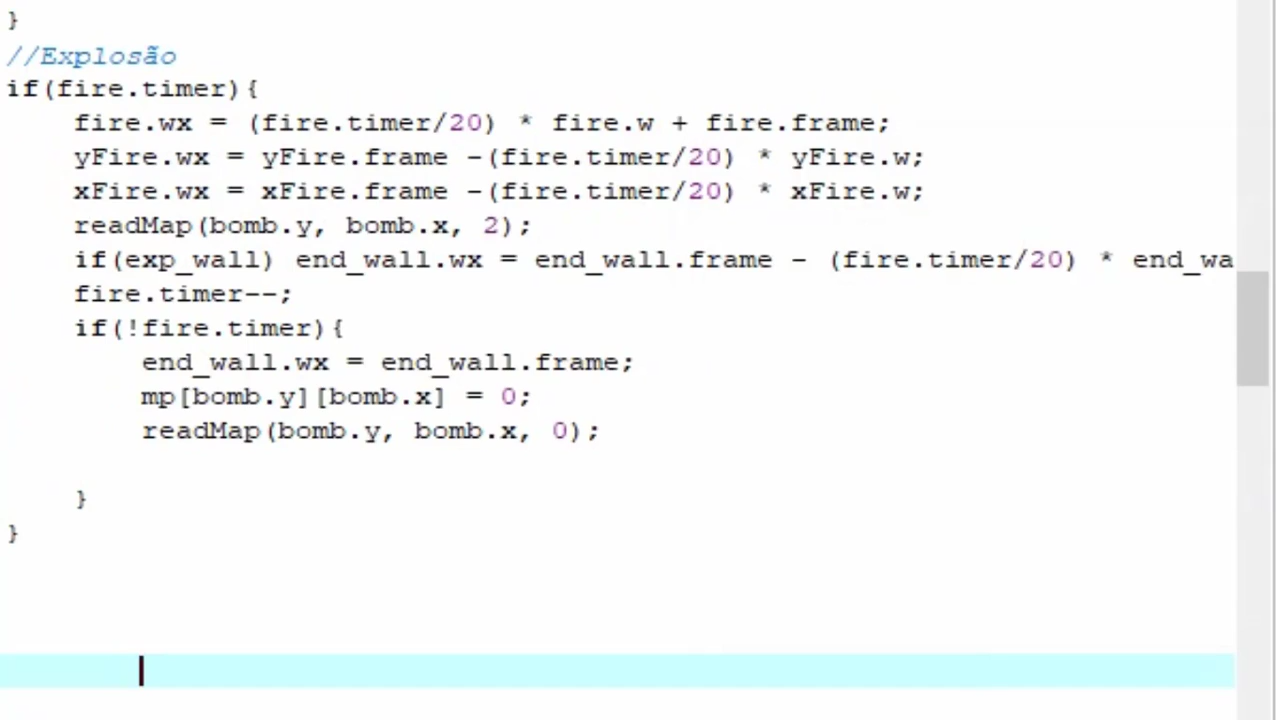 }
//Explosão
if(fire.timer){
fire.wx = (fire.timer/20) * fire.w + fire.frame;
yFire.wx = yFire.frame -(fire.timer/20) * yFire.w;
xFire.wx = xFire.frame -(fire.timer/20) * xFire.w;
readMap(bomb.y, bomb.x, 2);
if(exp_wall) end_wall.wx = end_wall.frame - (fire.timer/20) * end_wa
fire.timer--;
if(!fire.timer){
end_wall.wx = end_wall.frame;
mp[bomb.y][bomb.x] = 0;
readMap(bomb.y, bomb.x, 0);
}
}